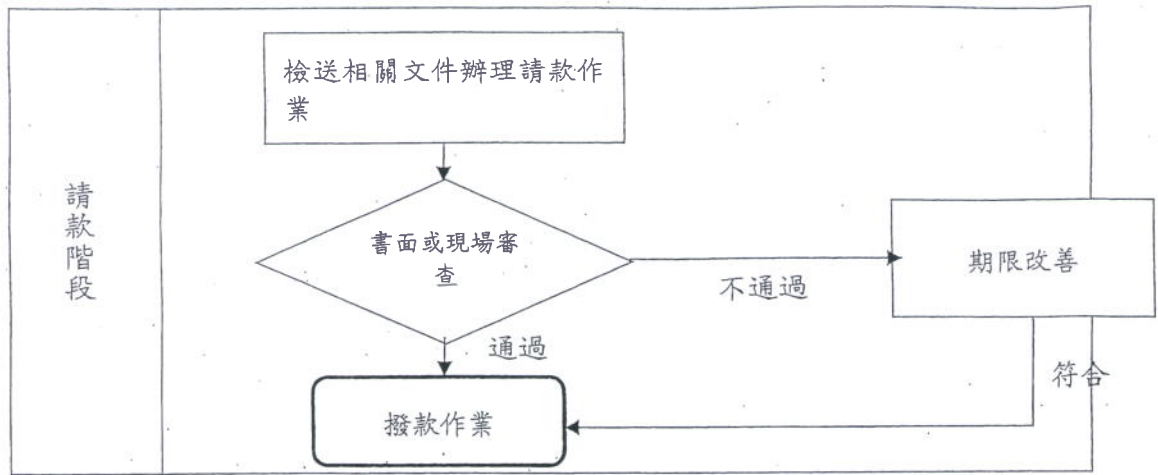 請款階段
檢送相關文件辦理請款作
業
書面或現場審
查
不通過
期限改善
通過
符合
撥款作業